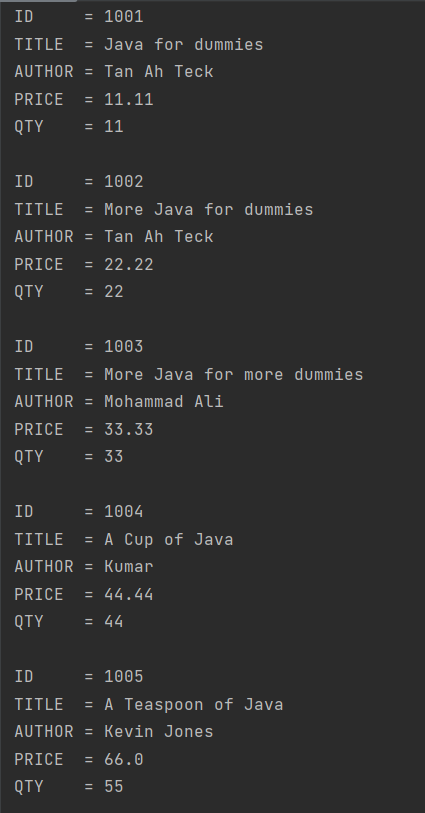 ID     = 1001
TITLE  = Java for dummies
AUTHOR = Tan Ah Teck
PRICE  = 11.11
QTY    = 11

ID     = 1002
TITLE  = More Java for dummies
AUTHOR = Tan Ah Teck
PRICE  = 22.22
QTY    = 22

ID     = 1003
TITLE  = More Java for more dummies
AUTHOR = Mohammad Ali
PRICE  = 33.33
QTY    = 33

ID     = 1004
TITLE  = A Cup of Java
AUTHOR = Kumar
PRICE  = 44.44
QTY    = 44

ID     = 1005
TITLE  = A Teaspoon of Java
AUTHOR = Kevin Jones
PRICE  = 66.0
QTY    = 55